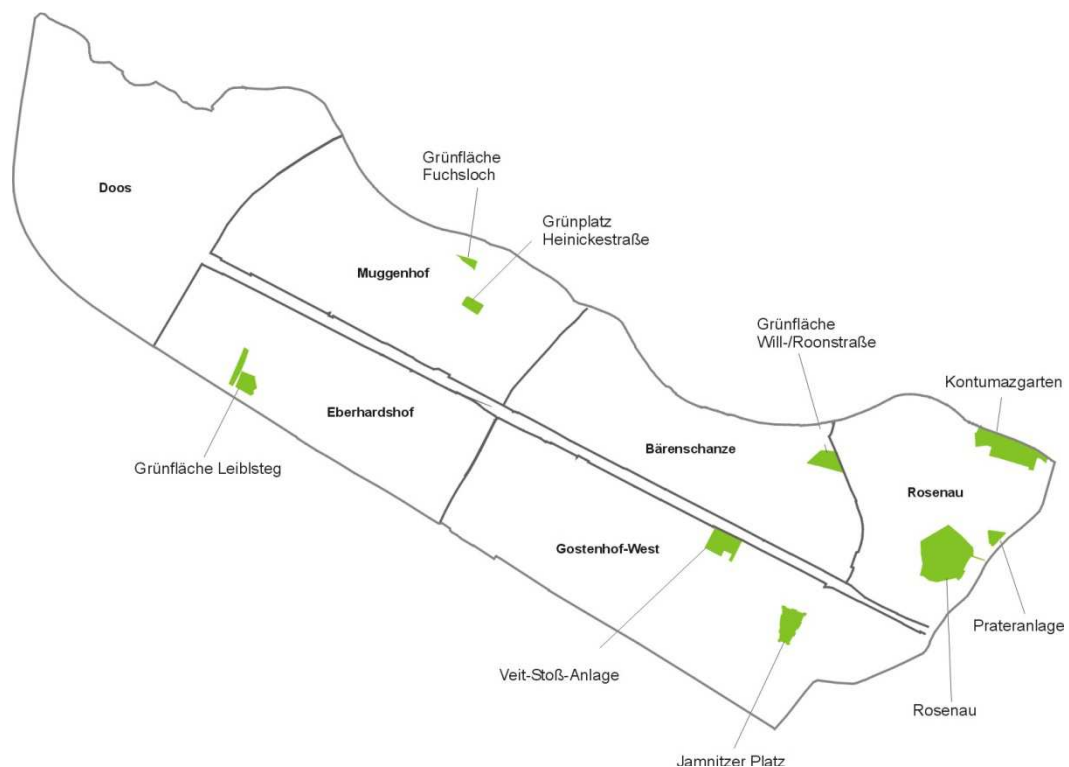 Grünfläche
Fuchsloch
Doos
Grünplatz
Heinickestraße
Muggenhof
Grünfläche
Will-/Roonstraße
Kontumazgarten
Eberhardshof
Bärenschanze
Grünfläche Leiblsteg
Rosenau
Gostenhof-West
Prateranlage
Veit-Stoß-Anlage
Rosenau
Jamnitzer Platz